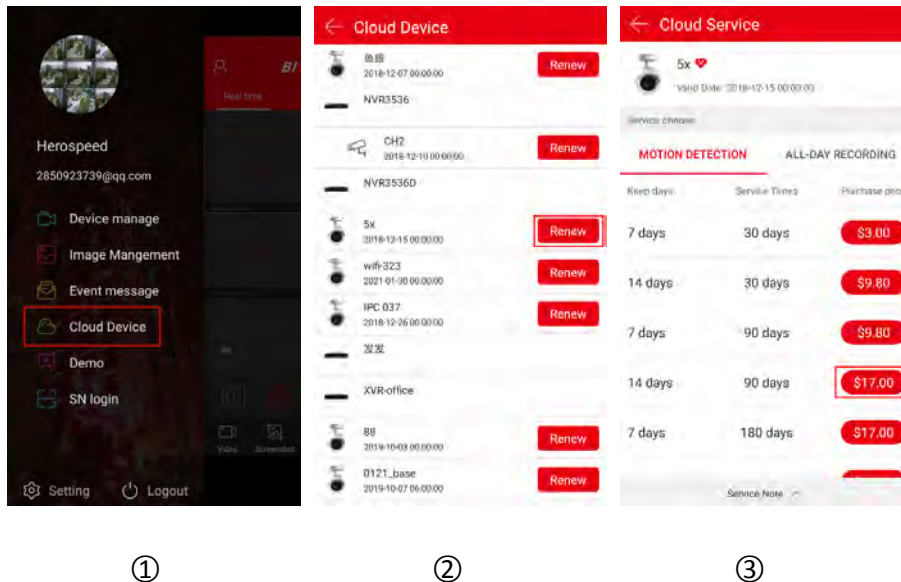 BI
Real time
Herospeed
2850923739@qq.com
Device manage
Image Mangement
Event message
Cloud Device
Demo
SN login
Video Screenshot
Setting Logout
①
Cloud Device
鱼唇
2018-12-07 00:00:00
Renew
NVR3536
CH2
2018-12-10 00:00:00
Renew
NVR3536D
5x
2018-12-15 00:00:00
Renew
wifi-323
2021-01-30 00:00:00
Renew
IPC 037
2018-12-26 00:00:00
Renew
发发
XVR-office
88
2019-10-03 00:00:00
Renew
0121_base
2019-10-07 06:00:00
Renew
②
Cloud Service
5x
Valid Date: 2018-12-15 00:00:00
Service choose
MOTION DETECTION ALL-DAY RECORDING
Keep days Service Times Purchase pric
7 days 30 days $3.00
14 days 30 days $9.80
7 days 90 days $9.80
14 days 90 days $17.00
7 days 180 days $17.00
Service Note
③